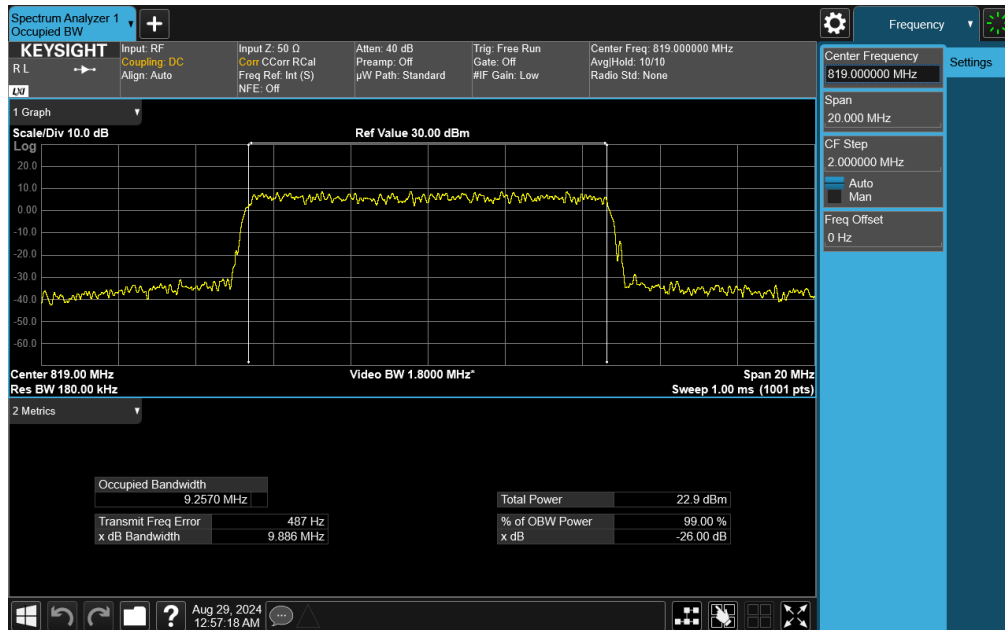 Spectrum Analyzer 1
Occupied BW
Frequency
KEYSIGHT
R L
LXI
Input: RF
Coupling: DC
Align: Auto
Input Z: 50 Ω
Corr CCorr RCal
Freq Ref: Int (S)
NFE: Off
Atten: 40 dB
Preamp: Off
µW Path: Standard
Trig: Free Run
Gate: Off
#IF Gain: Low
Center Freq: 819.000000 MHz
Avg|Hold: 10/10
Radio Std: None
Center Frequency
819.000000 MHz
Settings
Span
20.000 MHz
CF Step
2.000000 MHz
Auto
Man
Freq Offset
0 Hz
1 Graph
Scale/Div 10.0 dB
Ref Value 30.00 dBm
Log
20.0
10.0
0.00
-10.0
-20.0
-30.0
-40.0
-50.0
-60.0
Center 819.00 MHz
Video BW 1.8000 MHz*
Span 20 MHz
Res BW 180.00 kHz
Sweep 1.00 ms (1001 pts)
2 Metrics
Occupied Bandwidth
9.2570 MHz
Total Power 22.9 dBm
Transmit Freq Error 487 Hz
% of OBW Power 99.00 %
x dB Bandwidth 9.886 MHz
x dB -26.00 dB
Aug 29, 2024
12:57:18 AM